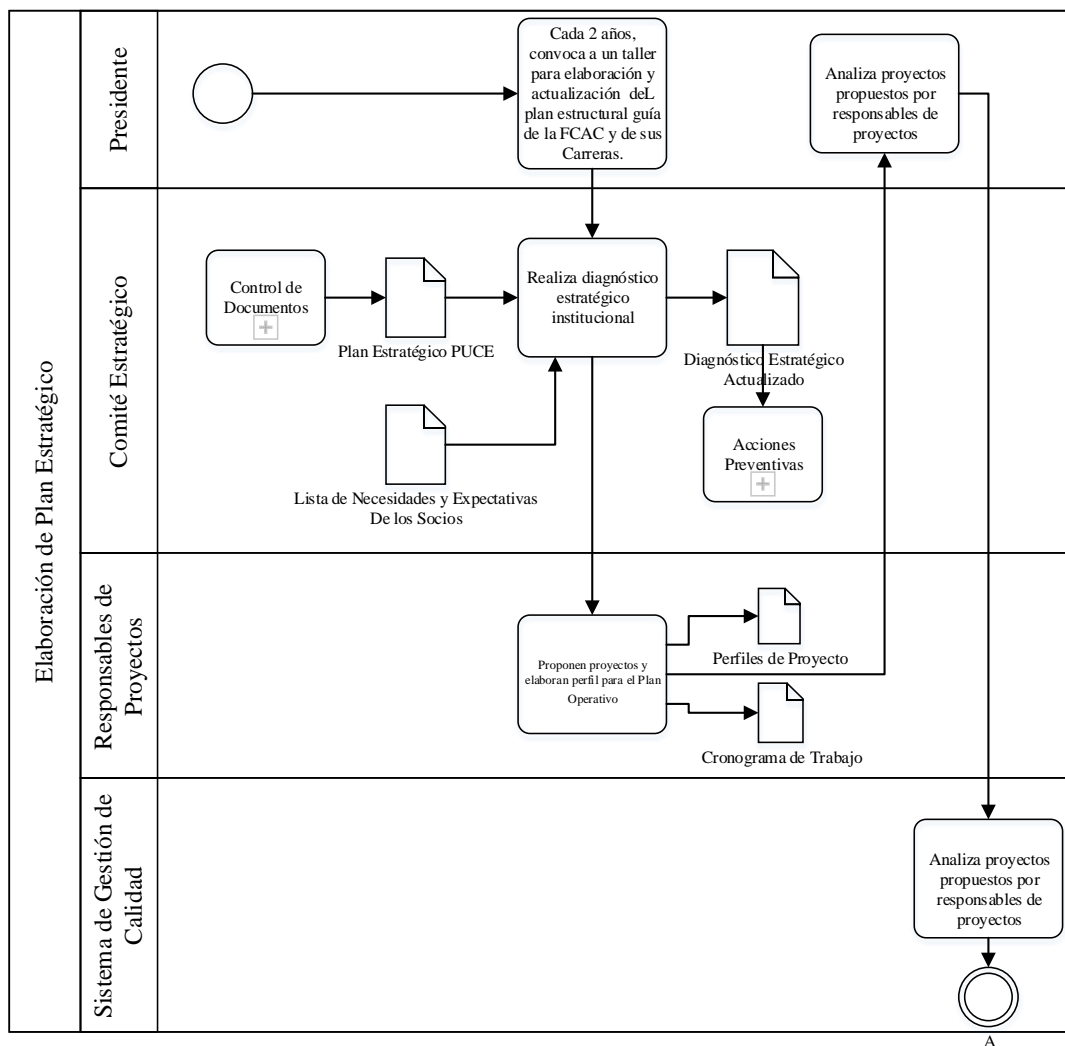 Elaboración de Plan Estratégico
Presidente
Cada 2 años,
convoca a un taller
para elaboración y
actualización deL
plan estructural guía
de la FCAC y de sus
Carreras.
Analiza proyectos
propuestos por
responsables de
proyectos
Comité Estratégico
Control de
Documentos
Plan Estratégico PUCE
Realiza diagnóstico
estratégico
institucional
Diagnóstico Estratégico
Actualizado
Lista de Necesidades y Expectativas
De los Socios
Acciones
Preventivas
Responsables de
Proyectos
Proponen proyectos y
elaboran perfil para el Plan
Operativo
Perfiles de Proyecto
Cronograma de Trabajo
Sistema de Gestión de
Calidad
Analiza proyectos
propuestos por
responsables de
proyectos
A